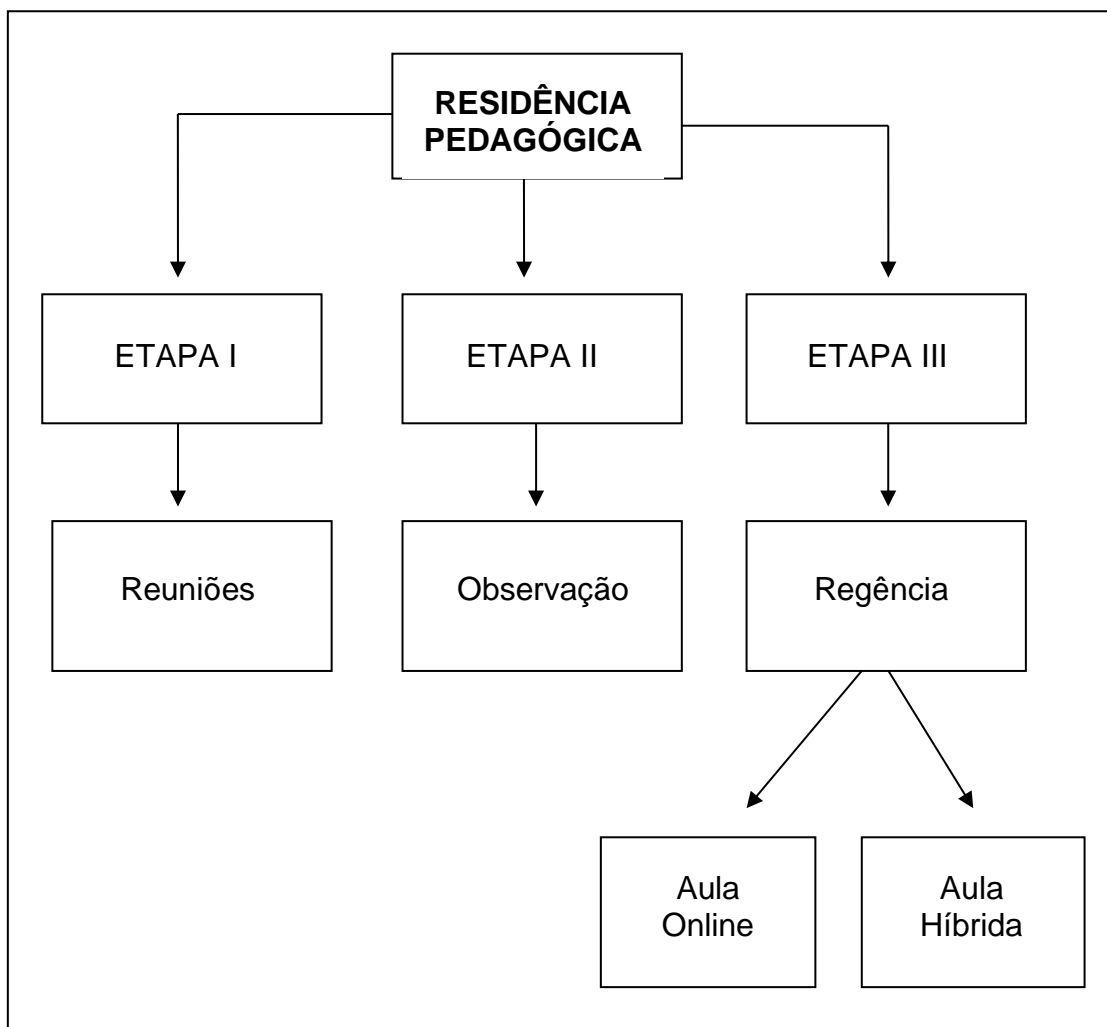 RESIDÊNCIA
PEDAGÓGICA
ETAPA I
ETAPA II
ETAPA III
Reuniões
Observação
Regência
Aula
Online
Aula
Híbrida